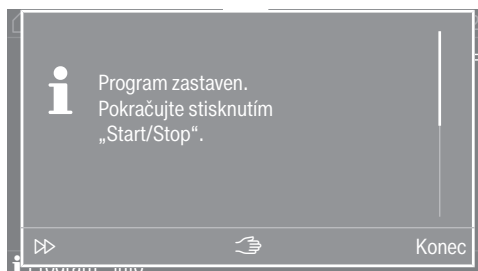 Program zastaven.
Pokračujte stisknutím
„Start/Stop“.
Konec